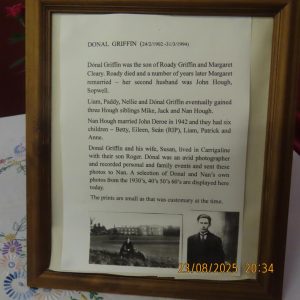 DONAL GRIFFIN (24/2/1902 -31/3/1994)
Dónal Griffin was the son of Roady Griffin and Margaret
Cleary. Roady died and a number of years later Margaret
remarried – her second husband was John Hough,
Sopwell.
Liam, Paddy, Nellie and Dónal Griffin eventually gained
three Hough siblings Mike, Jack and Nan Hough.
Nan Hough married John Deroe in 1942 and they had six
children – Betty, Eileen, Seán (RIP), Liam, Patrick and
Anne.
Donal Griffin and his wife, Susan, lived in Carrigaline
with their son Roger. Dónal was an avid photographer
and recorded personal and family events and sent these
photos to Nan. A selection of Donal and Nan's own
photos from the 1930's, 40's 50's 60's are displayed here
today.
The prints are small as that was customary at the time.
23/08/2025 20:34